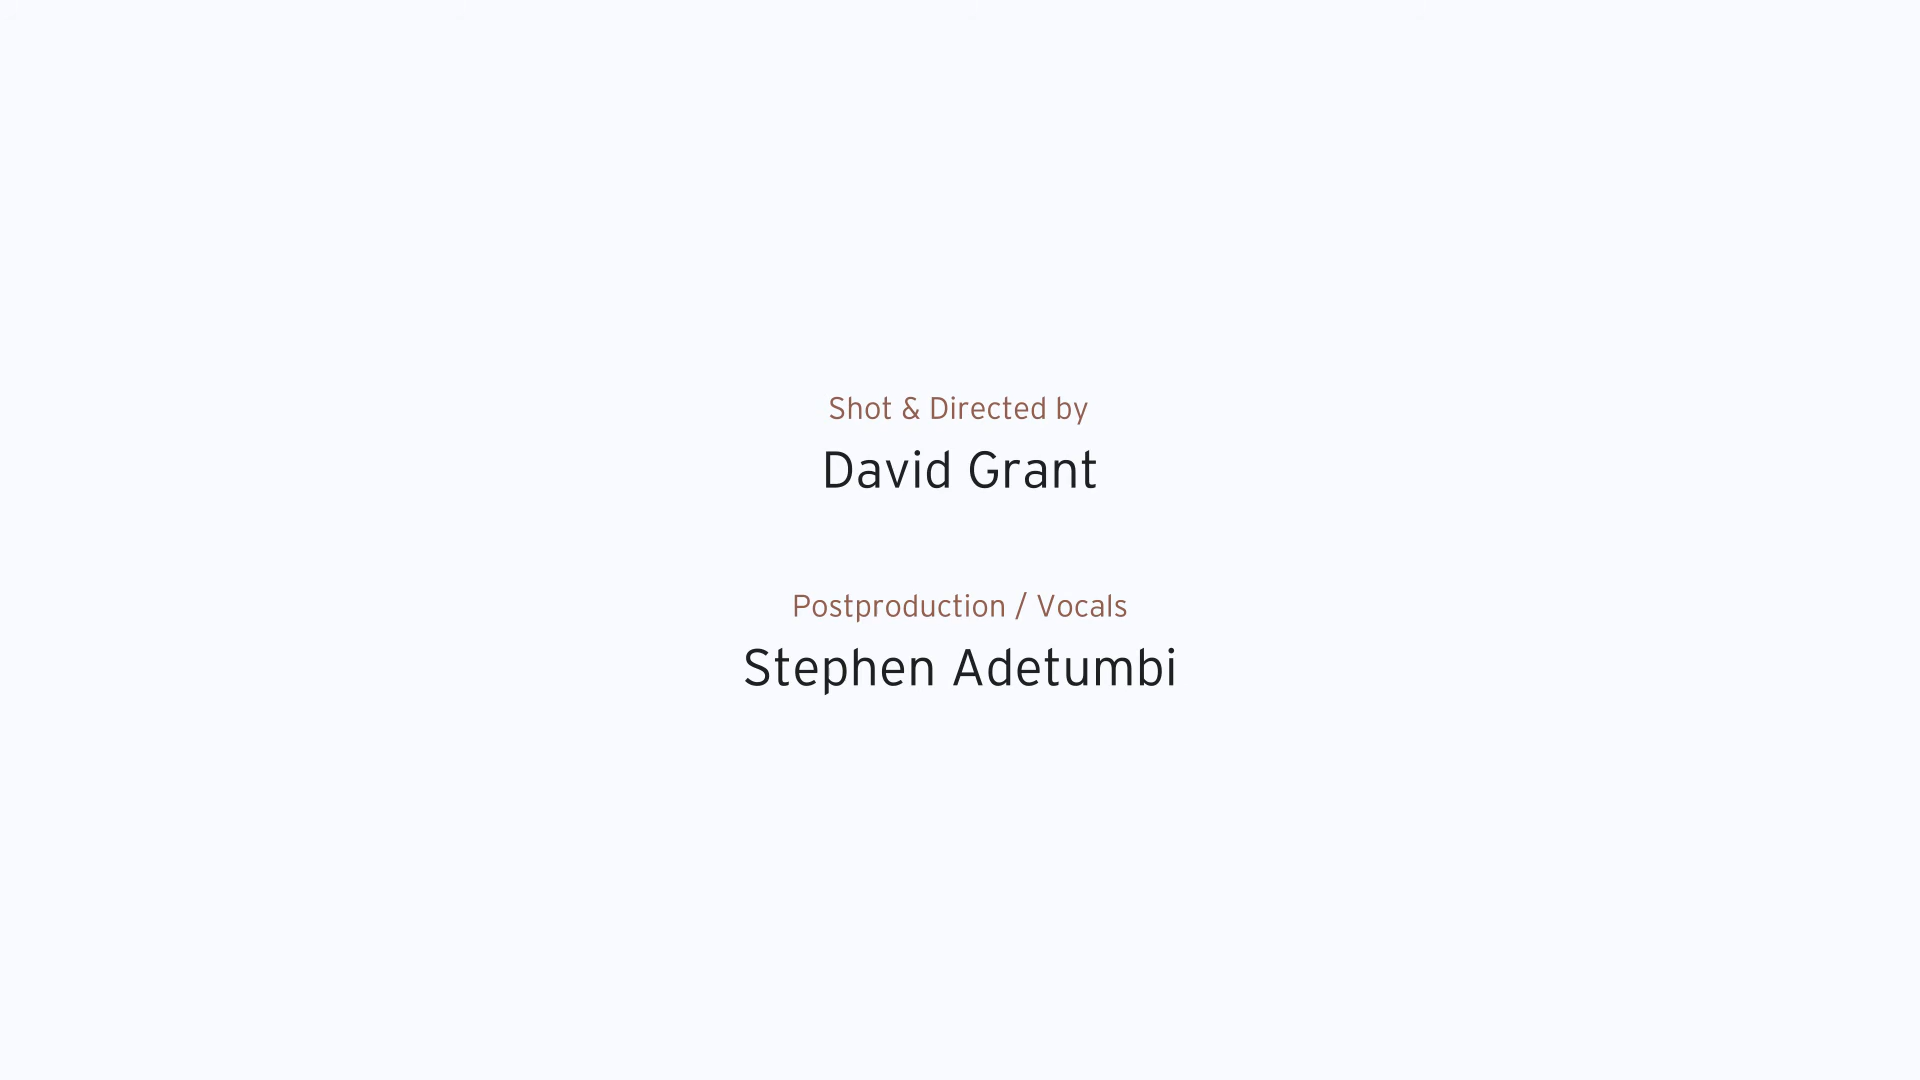 Shot & Directed by
David Grant
Postproduction / Vocals
Stephen Adetumbi